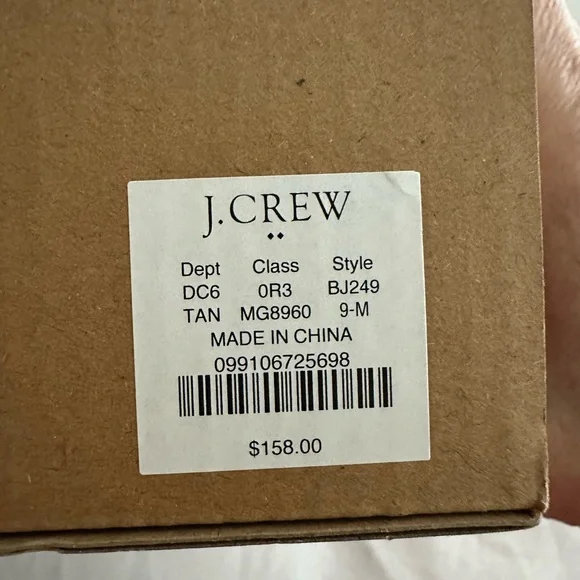 J.CREW
Dept Class Style
DC6 0R3 BJ249
TAN MG8960 9-M
MADE IN CHINA
099106725698
$158.00